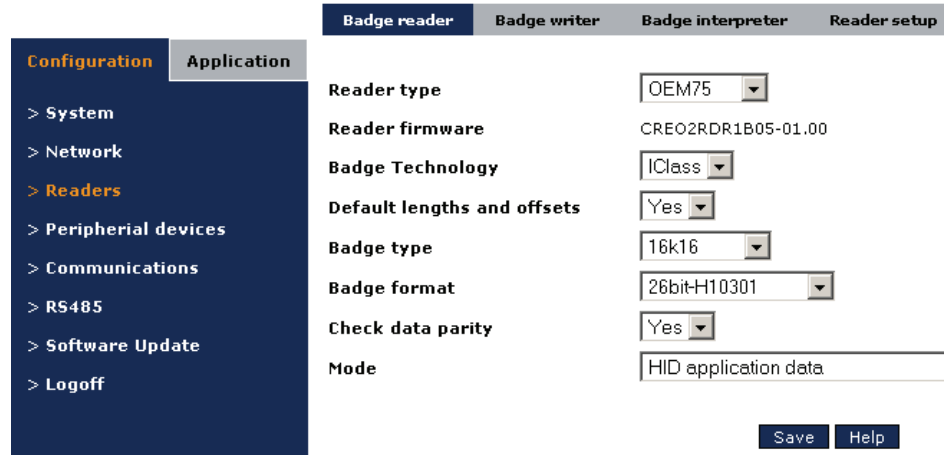 Badge reader Badge writer Badge interpreter Reader setup
Configuration Application
> System
> Network
> Readers
> Peripherial devices
> Communications
> RS485
> Software Update
> Logoff
Reader type OEM75
Reader firmware CREO2RDR1B05-01.00
Badge Technology IClass
Default lengths and offsets Yes
Badge type 16k16
Badge format 26bit-H10301
Check data parity Yes
Mode HID application data
Save Help